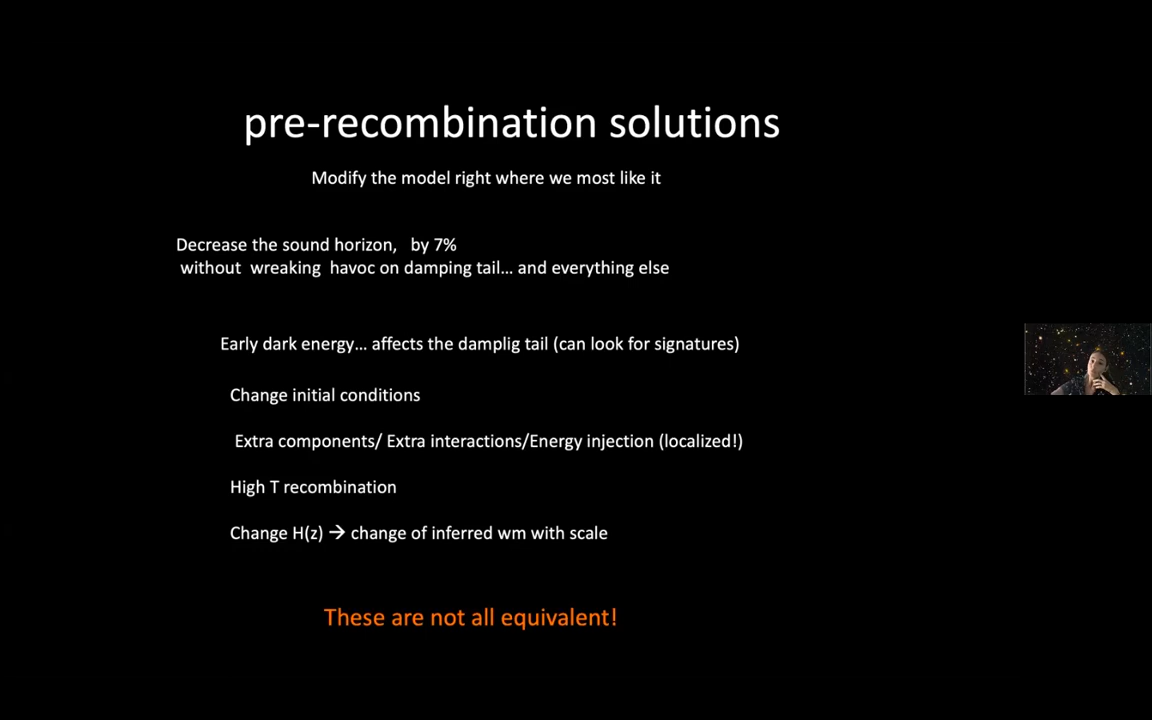 pre-recombination solutions
Modify the model right where we most like it
Decrease the sound horizon, by 7%
without wreaking havoc on damping tail... and everything else
Early dark energy... affects the damplig tail (can look for signatures)
Change initial conditions
Extra components/ Extra interactions/Energy injection (localized!)
High T recombination
Change H(z) → change of inferred wm with scale
These are not all equivalent!